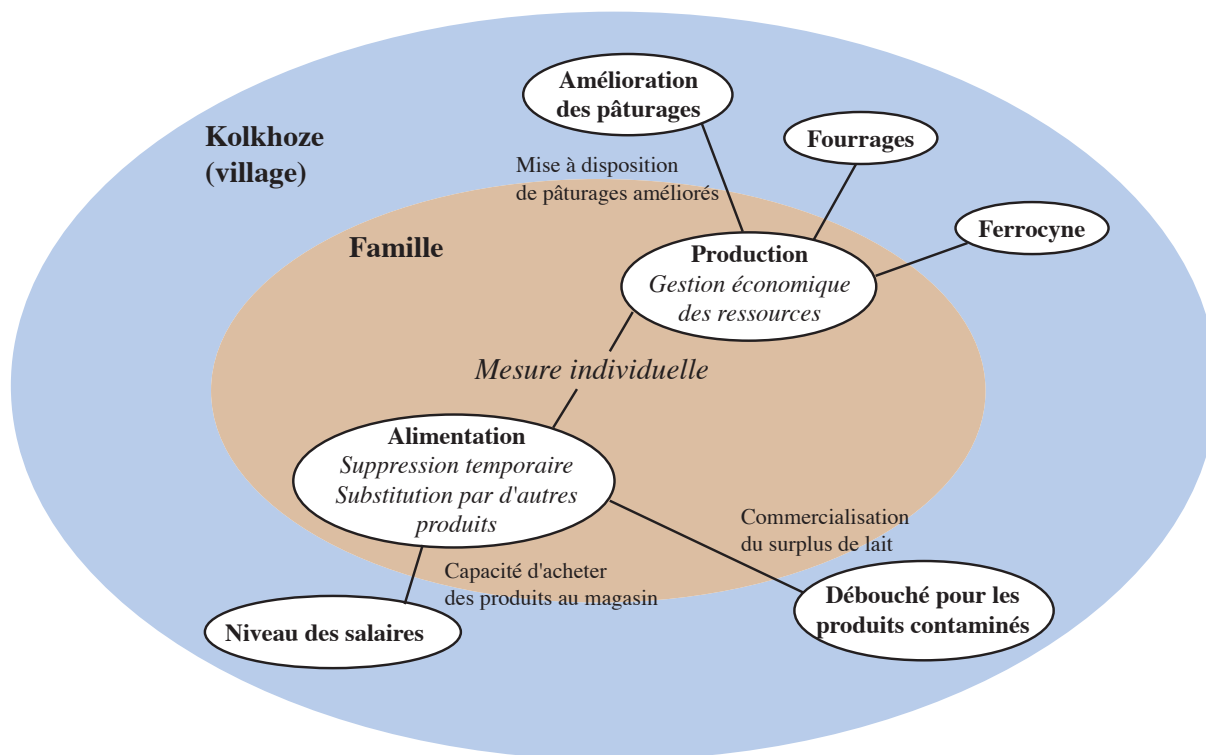 Amélioration
des pâturages
Kolkhoze
(village)
Fourrages
Mise à disposition
de pâturages améliorés
Ferrocyne
Famille
Production
Gestion économique
des ressources
Mesure individuelle
Alimentation
Suppression temporaire
Substitution par d'autres
produits
Commercialisation
du surplus de lait
Capacité d'acheter
des produits au magasin
Débouché pour les
produits contaminés
Niveau des salaires